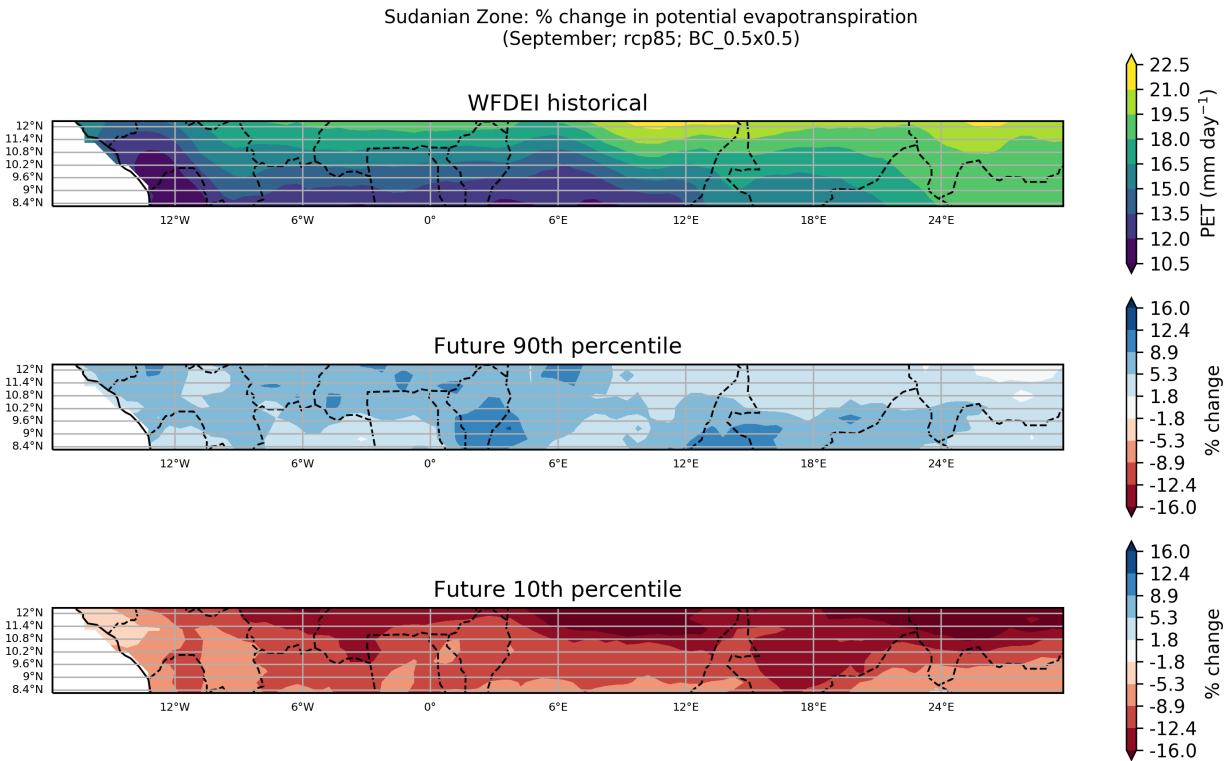 Sudanian Zone: % change in potential evapotranspiration
(September; rcp85; BC_0.5x0.5)
WFDEI historical
12°N
11.4°N
10.8°N
10.2°N
9.6°N
9°N
8.4°N
12°W 6°W 0° 6°E 12°E 18°E 24°E
22.5
21.0
19.5
18.0
16.5
15.0
13.5
12.0
10.5
PET (mm day⁻¹)
Future 90th percentile
12°N
11.4°N
10.8°N
10.2°N
9.6°N
9°N
8.4°N
12°W 6°W 0° 6°E 12°E 18°E 24°E
16.0
12.4
8.9
5.3
1.8
-1.8
-5.3
-8.9
-12.4
-16.0
% change
Future 10th percentile
12°N
11.4°N
10.8°N
10.2°N
9.6°N
9°N
8.4°N
12°W 6°W 0° 6°E 12°E 18°E 24°E
16.0
12.4
8.9
5.3
1.8
-1.8
-5.3
-8.9
-12.4
-16.0
% change